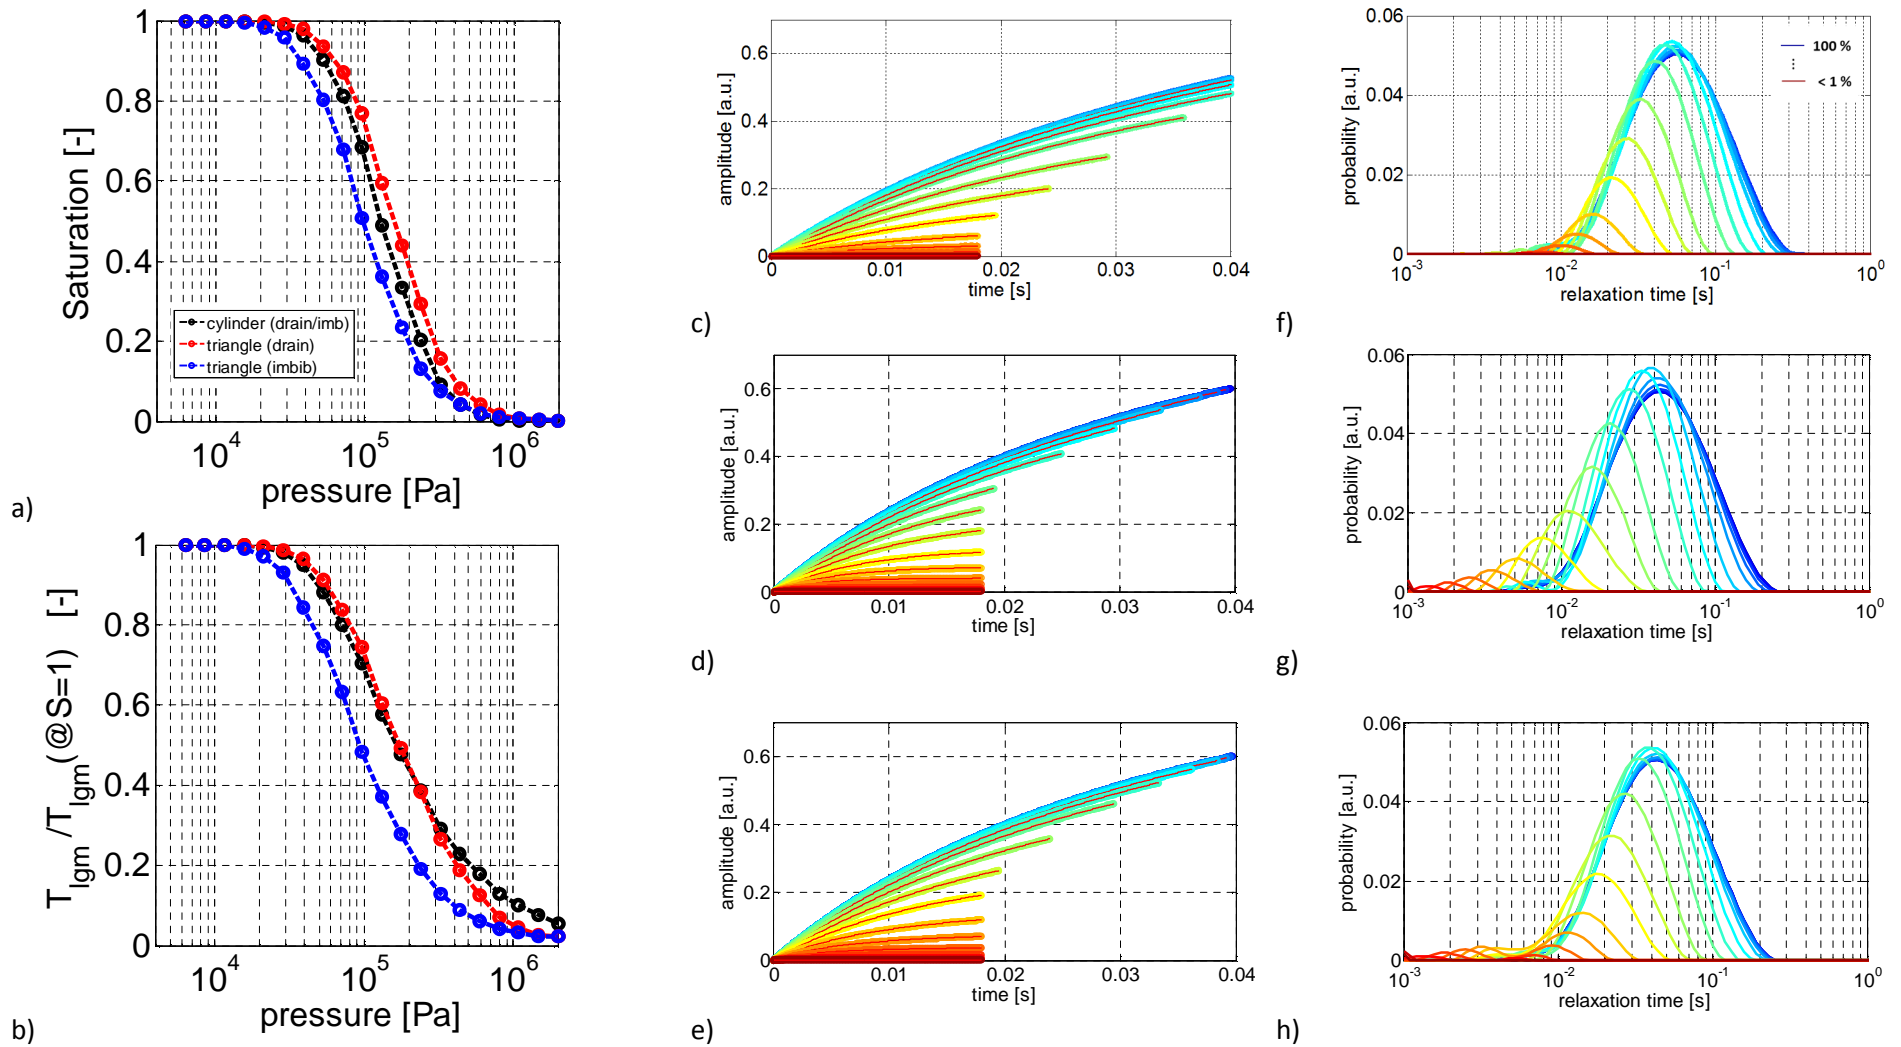 1
0.8
0.6
0.4
0.2
0
Saturation [-]
cylinder (drain/imb)
triangle (drain)
triangle (imbib)
10^4
10^5
10^6
pressure [Pa]
a)
1
0.8
0.6
0.4
0.2
0
T_lgm /T_lgm(@S=1) [-]
10^4
10^5
10^6
pressure [Pa]
b)
0.6
0.4
0.2
0
amplitude [a.u.]
0
0.01
0.02
0.03
0.04
time [s]
c)
0.6
0.4
0.2
0
amplitude [a.u.]
0
0.01
0.02
0.03
0.04
time [s]
d)
0.6
0.4
0.2
0
amplitude [a.u.]
0
0.01
0.02
0.03
0.04
time [s]
e)
0.06
0.04
0.02
0
probability [a.u.]
100 %
⋮
< 1 %
10^-3
10^-2
10^-1
10^0
relaxation time [s]
f)
0.06
0.04
0.02
0
probability [a.u.]
10^-3
10^-2
10^-1
10^0
relaxation time [s]
g)
0.06
0.04
0.02
0
probability [a.u.]
10^-3
10^-2
10^-1
10^0
relaxation time [s]
h)